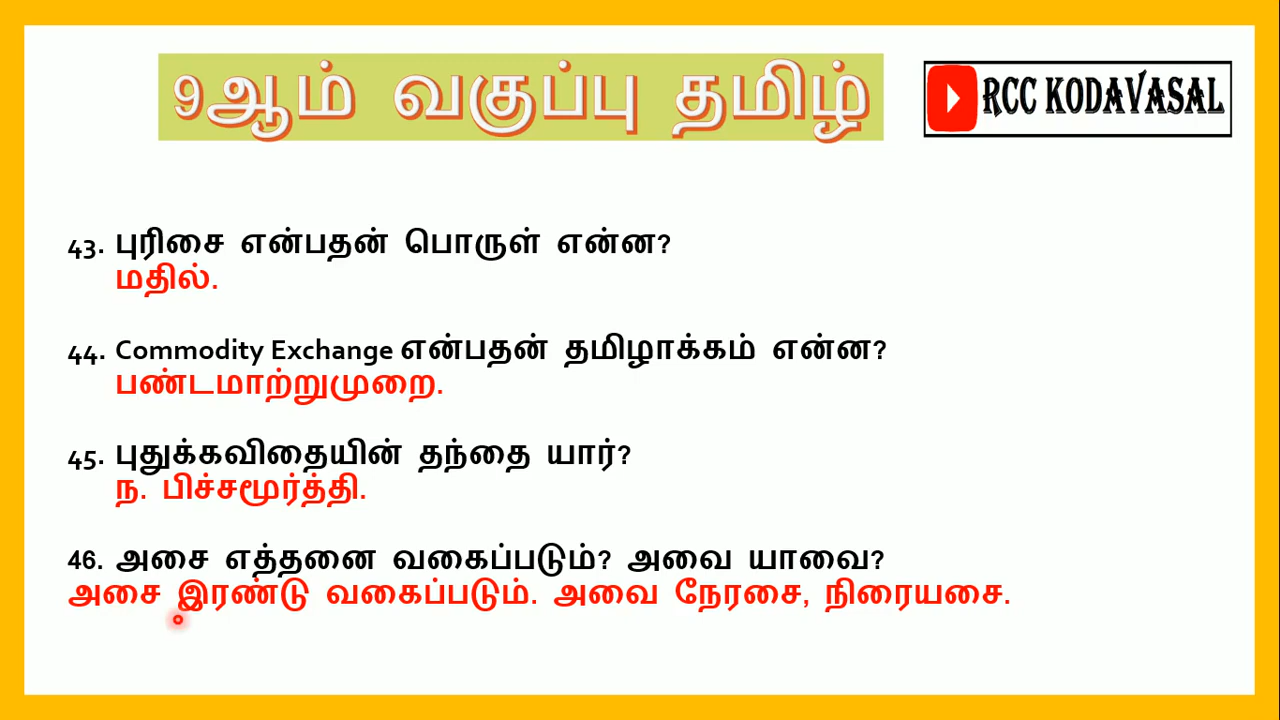 9ஆம் வகுப்பு தமிழ்
RCC KODAVASAL
43. புரிசை என்பதன் பொருள் என்ன?
மதில்.
44. Commodity Exchange என்பதன் தமிழாக்கம் என்ன?
பண்டமாற்றுமுறை.
45. புதுக்கவிதையின் தந்தை யார்?
ந. பிச்சமூர்த்தி.
46. அசை எத்தனை வகைப்படும்? அவை யாவை?
அசை இரண்டு வகைப்படும். அவை நேரசை, நிரையசை.